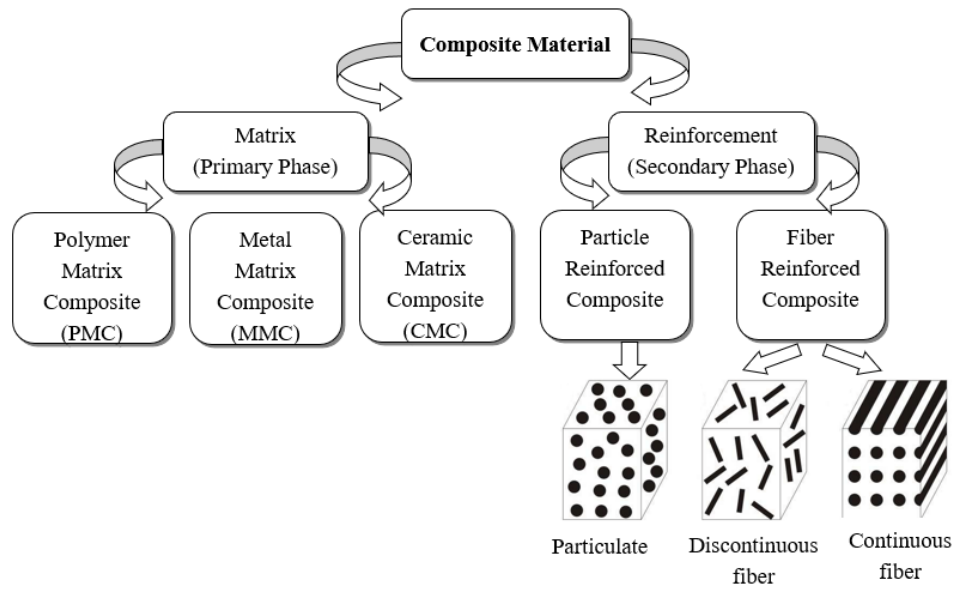 Composite Material
Matrix
(Primary Phase)
Reinforcement
(Secondary Phase)
Polymer
Matrix
Composite
(PMC)
Metal
Matrix
Composite
(MMC)
Ceramic
Matrix
Composite
(CMC)
Particle
Reinforced
Composite
Fiber
Reinforced
Composite
Particulate
Discontinuous
fiber
Continuous
fiber